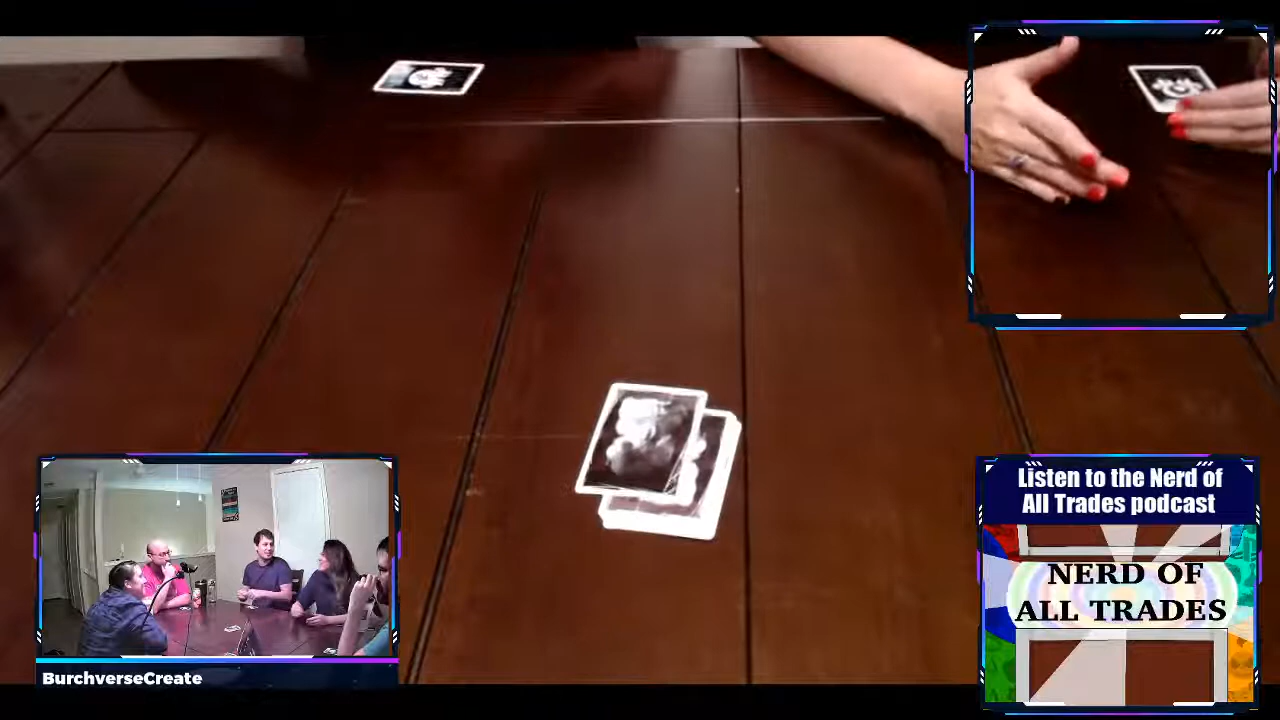 Listen to the Nerd of
All Trades podcast
NERD OF
ALL TRADES
BurchverseCreate